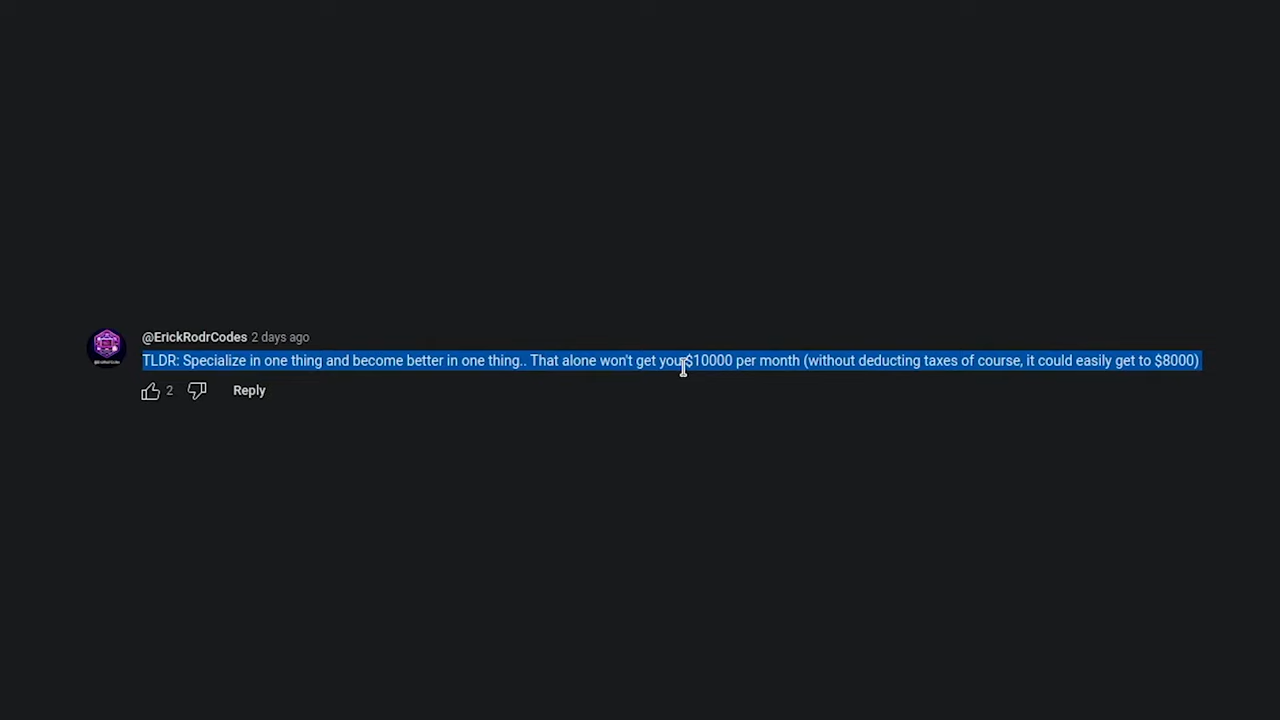 @ErickRodrCodes 2 days ago
TLDR: Specialize in one thing and become better in one thing.. That alone won't get you $10000 per month (without deducting taxes of course, it could easily get to $8000)
2 Reply